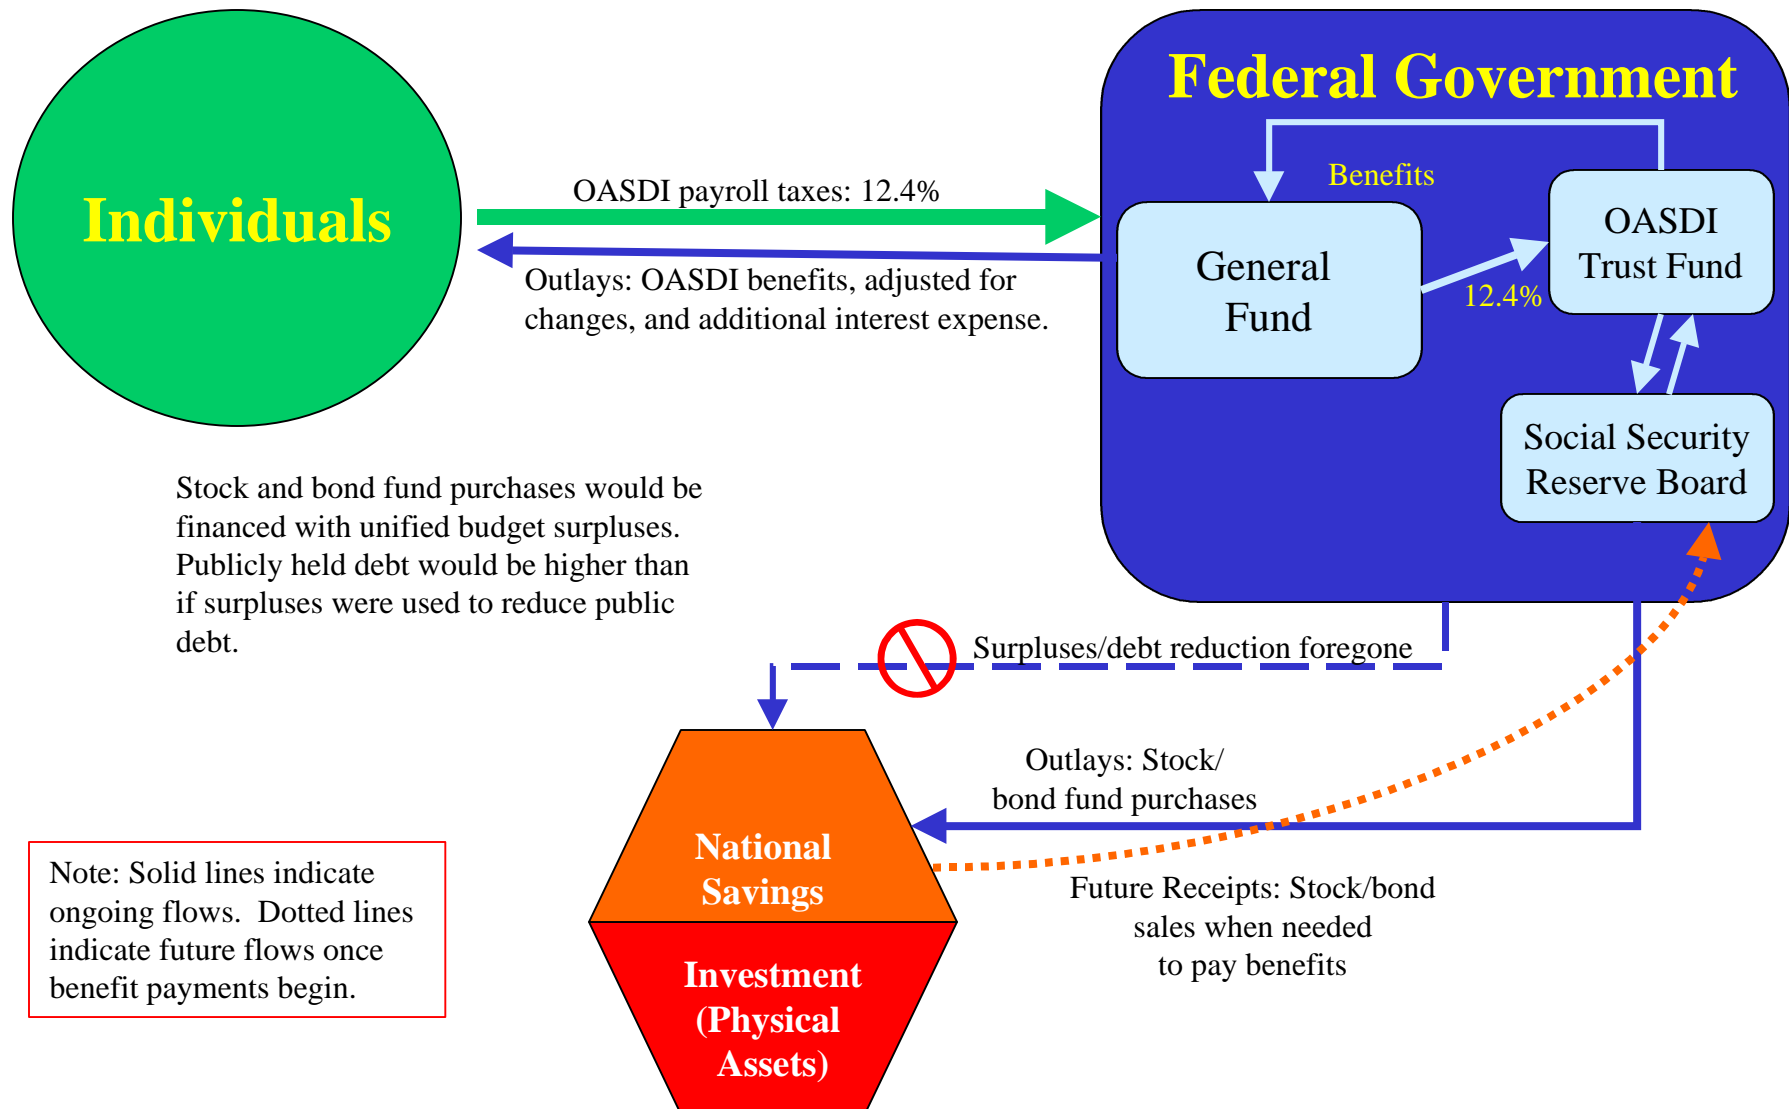 Federal Government
Individuals
OASDI payroll taxes: 12.4%
Outlays: OASDI benefits, adjusted for
changes, and additional interest expense.
Benefits
General
Fund
12.4%
OASDI
Trust Fund
Social Security
Reserve Board
Stock and bond fund purchases would be
financed with unified budget surpluses.
Publicly held debt would be higher than
if surpluses were used to reduce public
debt.
Surpluses/debt reduction foregone
Outlays: Stock/
bond fund purchases
National
Savings
Future Receipts: Stock/bond
sales when needed
to pay benefits
Note: Solid lines indicate
ongoing flows.  Dotted lines
indicate future flows once
benefit payments begin.
Investment
(Physical
Assets)